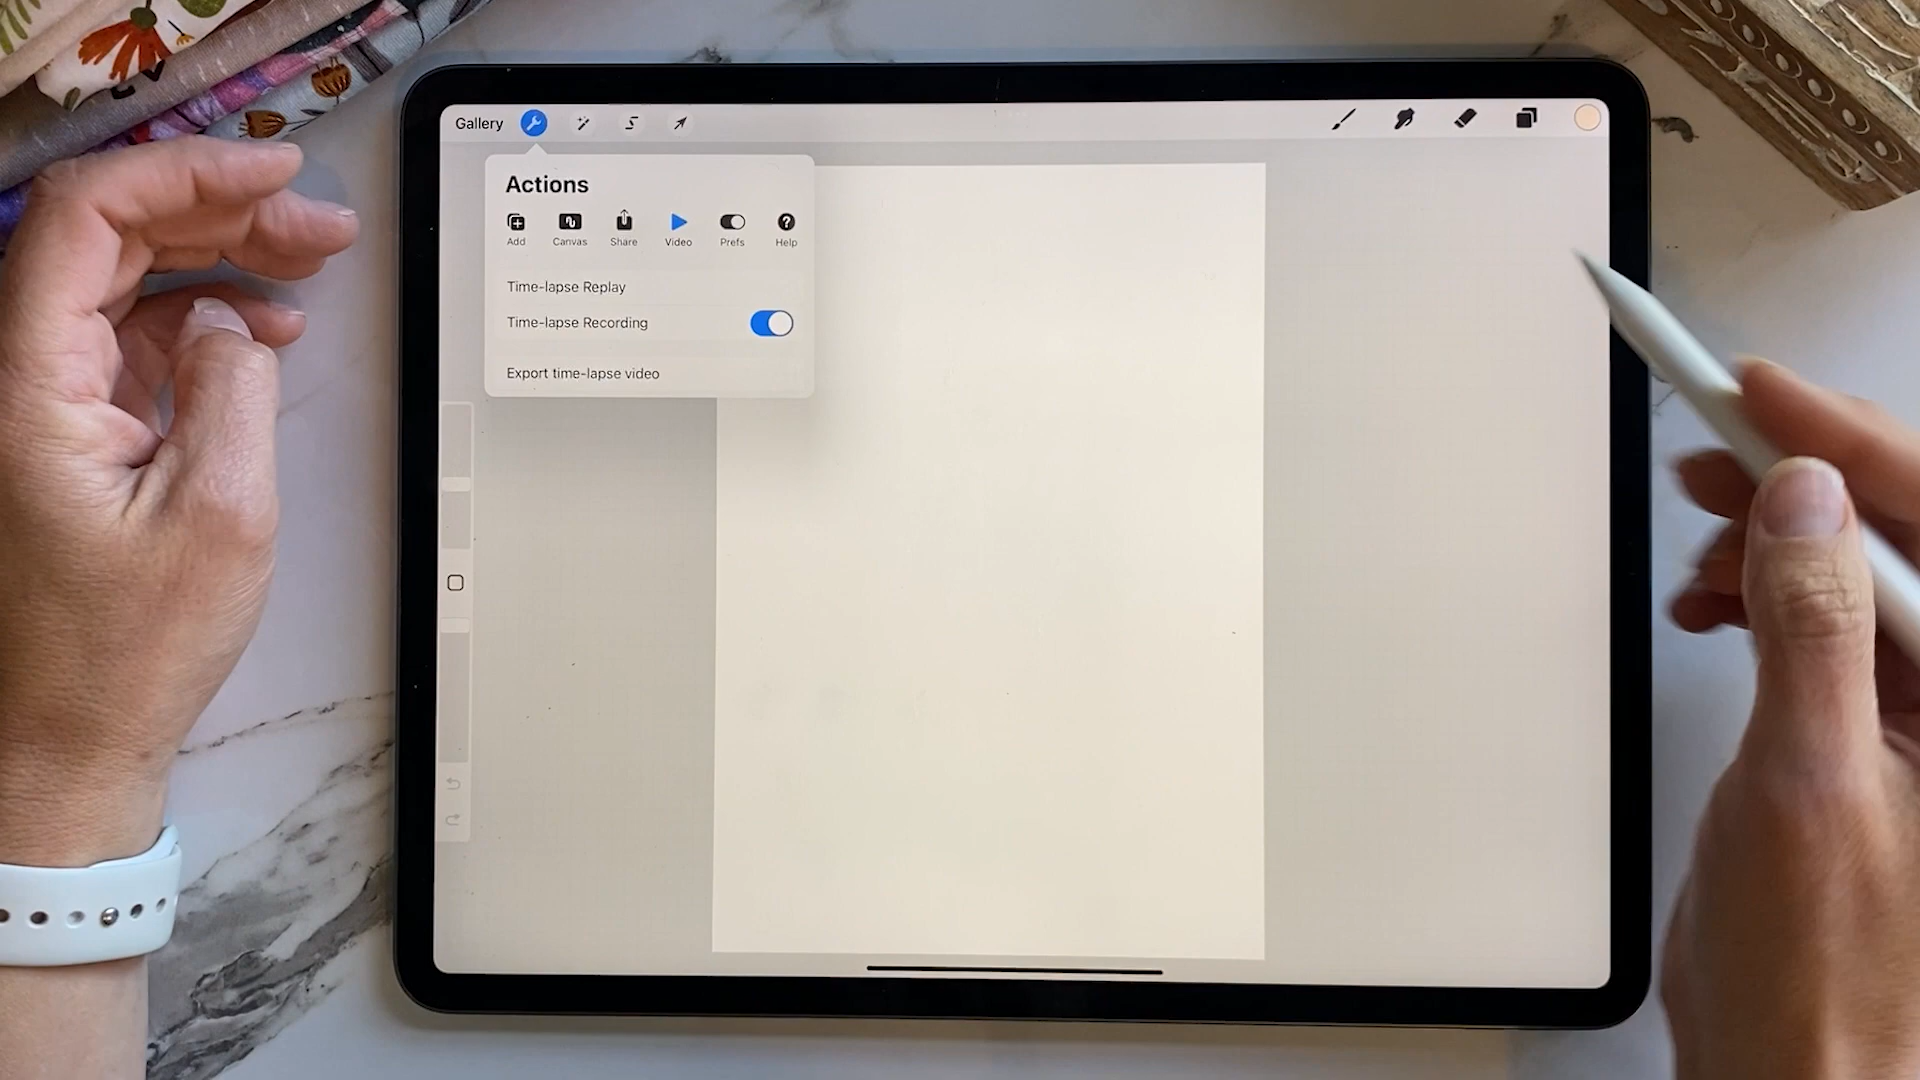 Gallery
Actions
Add Canvas Share Video Prefs Help
Time-lapse Replay
Time-lapse Recording
Export time-lapse video